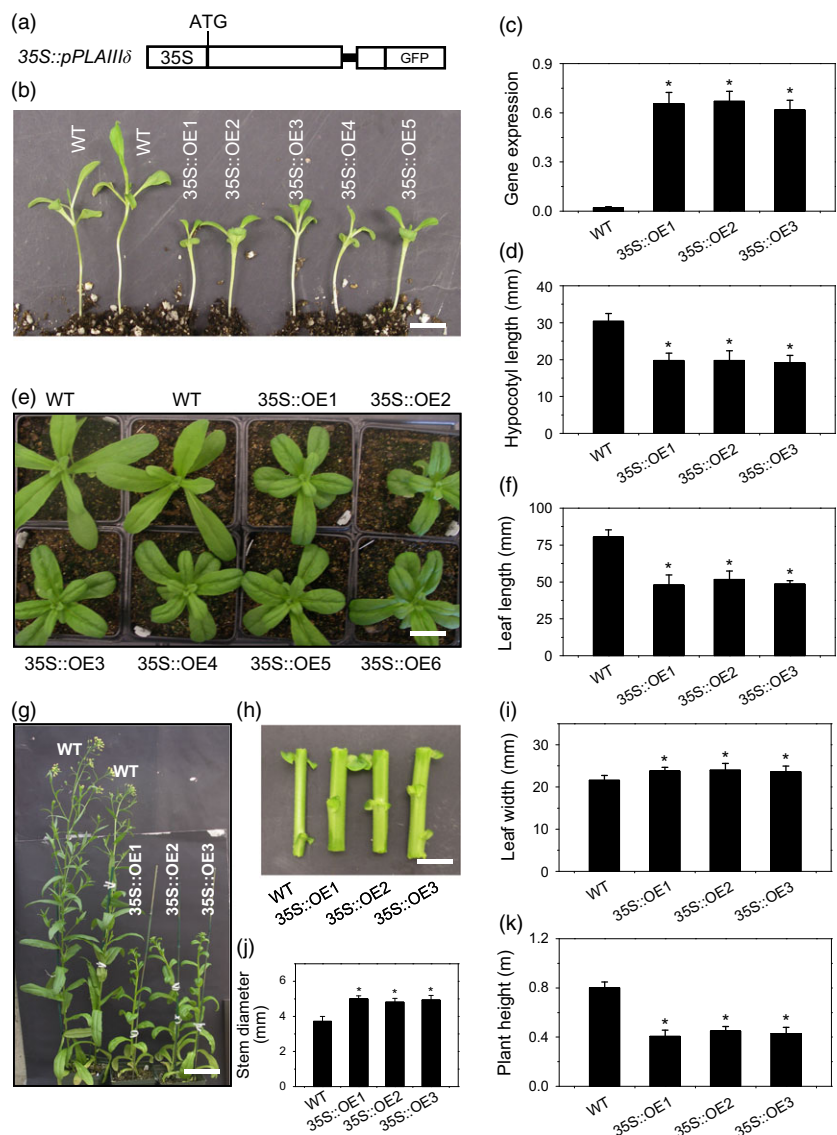 (a)
ATG
35S::pPLAIIIδ
35S
GFP
(b)
WT
WT
35S::OE1
35S::OE2
35S::OE3
35S::OE4
35S::OE5
(c)
Gene expression
0.9
0.6
0.3
0.0
* * *
WT 35S::OE1 35S::OE2 35S::OE3
(d)
Hypocotyl length (mm)
40
30
20
10
0
* * *
WT 35S::OE1 35S::OE2 35S::OE3
(e)
WT WT 35S::OE1 35S::OE2
35S::OE3 35S::OE4 35S::OE5 35S::OE6
(f)
Leaf length (mm)
100
75
50
25
0
* * *
WT 35S::OE1 35S::OE2 35S::OE3
(g)
WT
WT
35S::OE1
35S::OE2
35S::OE3
(h)
WT 35S::OE1 35S::OE2 35S::OE3
(i)
Leaf width (mm)
30
20
10
0
* * *
WT 35S::OE1 35S::OE2 35S::OE3
(j)
Stem diameter
(mm)
6
4
2
0
* * *
WT 35S::OE1 35S::OE2 35S::OE3
(k)
Plant height (m)
1.2
0.8
0.4
0.0
* * *
WT 35S::OE1 35S::OE2 35S::OE3